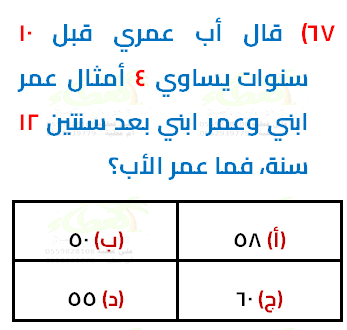 ٦٧) قال أب عمري قبل ١٠
سنوات يساوي ٤ أمثال عمر
ابني وعمر ابني بعد سنتين ١٢
سنة، فما عمر الأب؟
(أ) ٥٨ (ب) ٥٠
(ج) ٦٠ (د) ٥٥